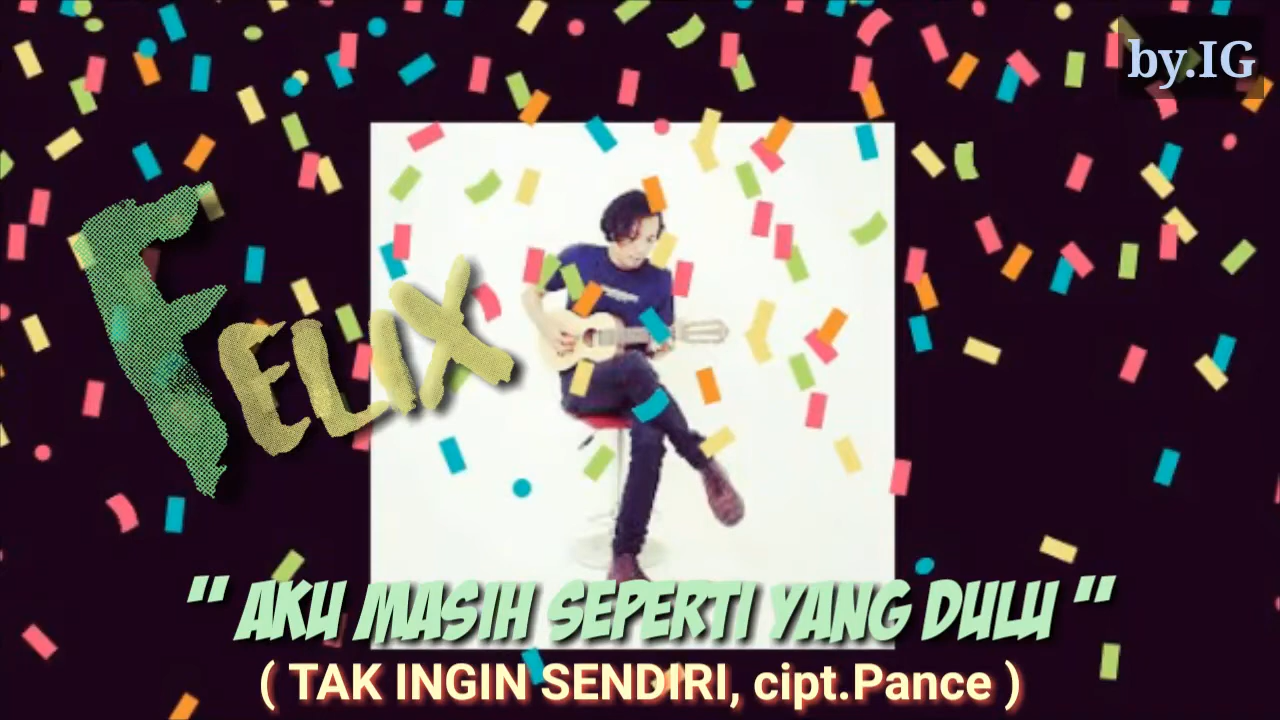 by.IG
FELIX
" AKU MASIH SEPERTI YANG DULU "
( TAK INGIN SENDIRI, cipt.Pance )